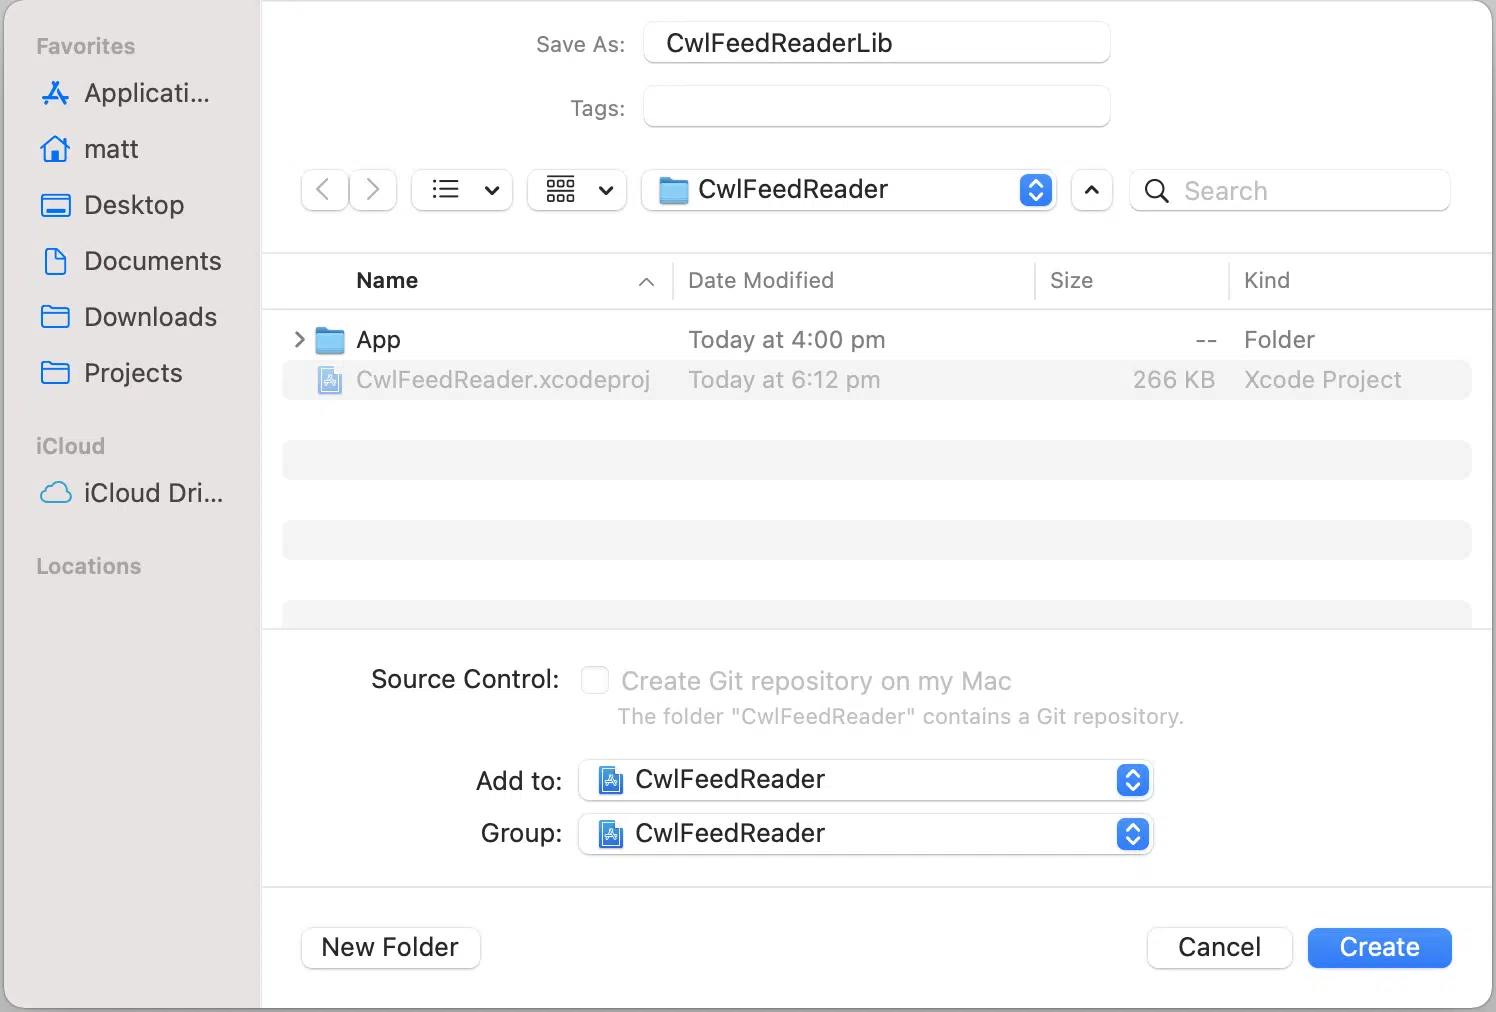 Favorites
Applicati...
matt
Desktop
Documents
Downloads
Projects
iCloud
iCloud Dri...
Locations
Save As: CwlFeedReaderLib
Tags:
CwlFeedReader Search
Name Date Modified Size Kind
App Today at 4:00 pm -- Folder
CwlFeedReader.xcodeproj Today at 6:12 pm 266 KB Xcode Project
Source Control: Create Git repository on my Mac
The folder "CwlFeedReader" contains a Git repository.
Add to: CwlFeedReader
Group: CwlFeedReader
New Folder Cancel Create